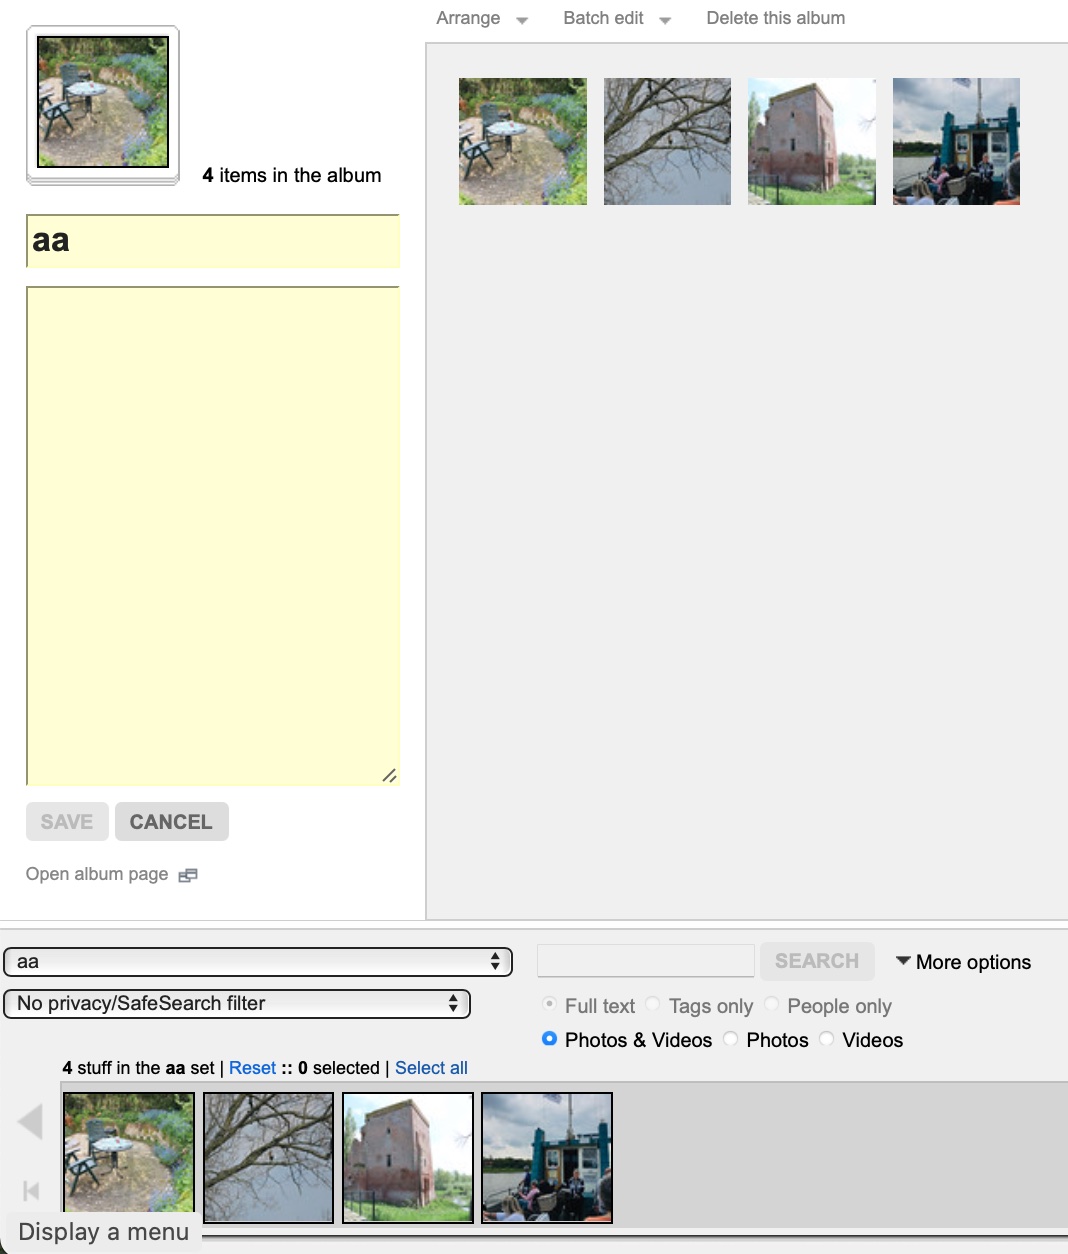 Arrange Batch edit Delete this album
4 items in the album
aa
SAVE CANCEL
Open album page
aa
SEARCH More options
No privacy/SafeSearch filter
Full text Tags only People only
Photos & Videos Photos Videos
4 stuff in the aa set | Reset :: 0 selected | Select all
Display a menu